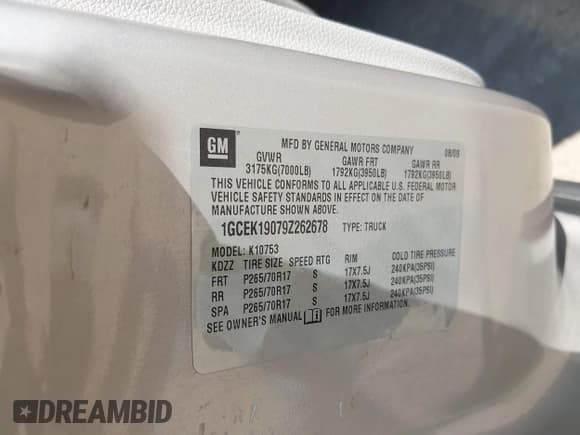 GM MFD BY GENERAL MOTORS COMPANY 08/09
GVWR GAWR FRT GAWR RR
3175KG(7000LB) 1792KG(3950LB) 1792KG(3950LB)
THIS VEHICLE CONFORMS TO ALL APPLICABLE U.S. FEDERAL MOTOR
VEHICLE SAFETY STANDARDS IN EFFECT ON THE DATE OF
MANUFACTURE SHOWN ABOVE.
1GCEK19079Z262678 TYPE: TRUCK
MODEL: K10753
KDZZ TIRE SIZE SPEED RTG RIM COLD TIRE PRESSURE
FRT P265/70R17 S 17X7.5J 240KPA(35PSI)
RR P265/70R17 S 17X7.5J 240KPA(35PSI)
SPA P265/70R17 S 17X7.5J 240KPA(35PSI)
SEE OWNER'S MANUAL FOR MORE INFORMATION.
DREAMBID